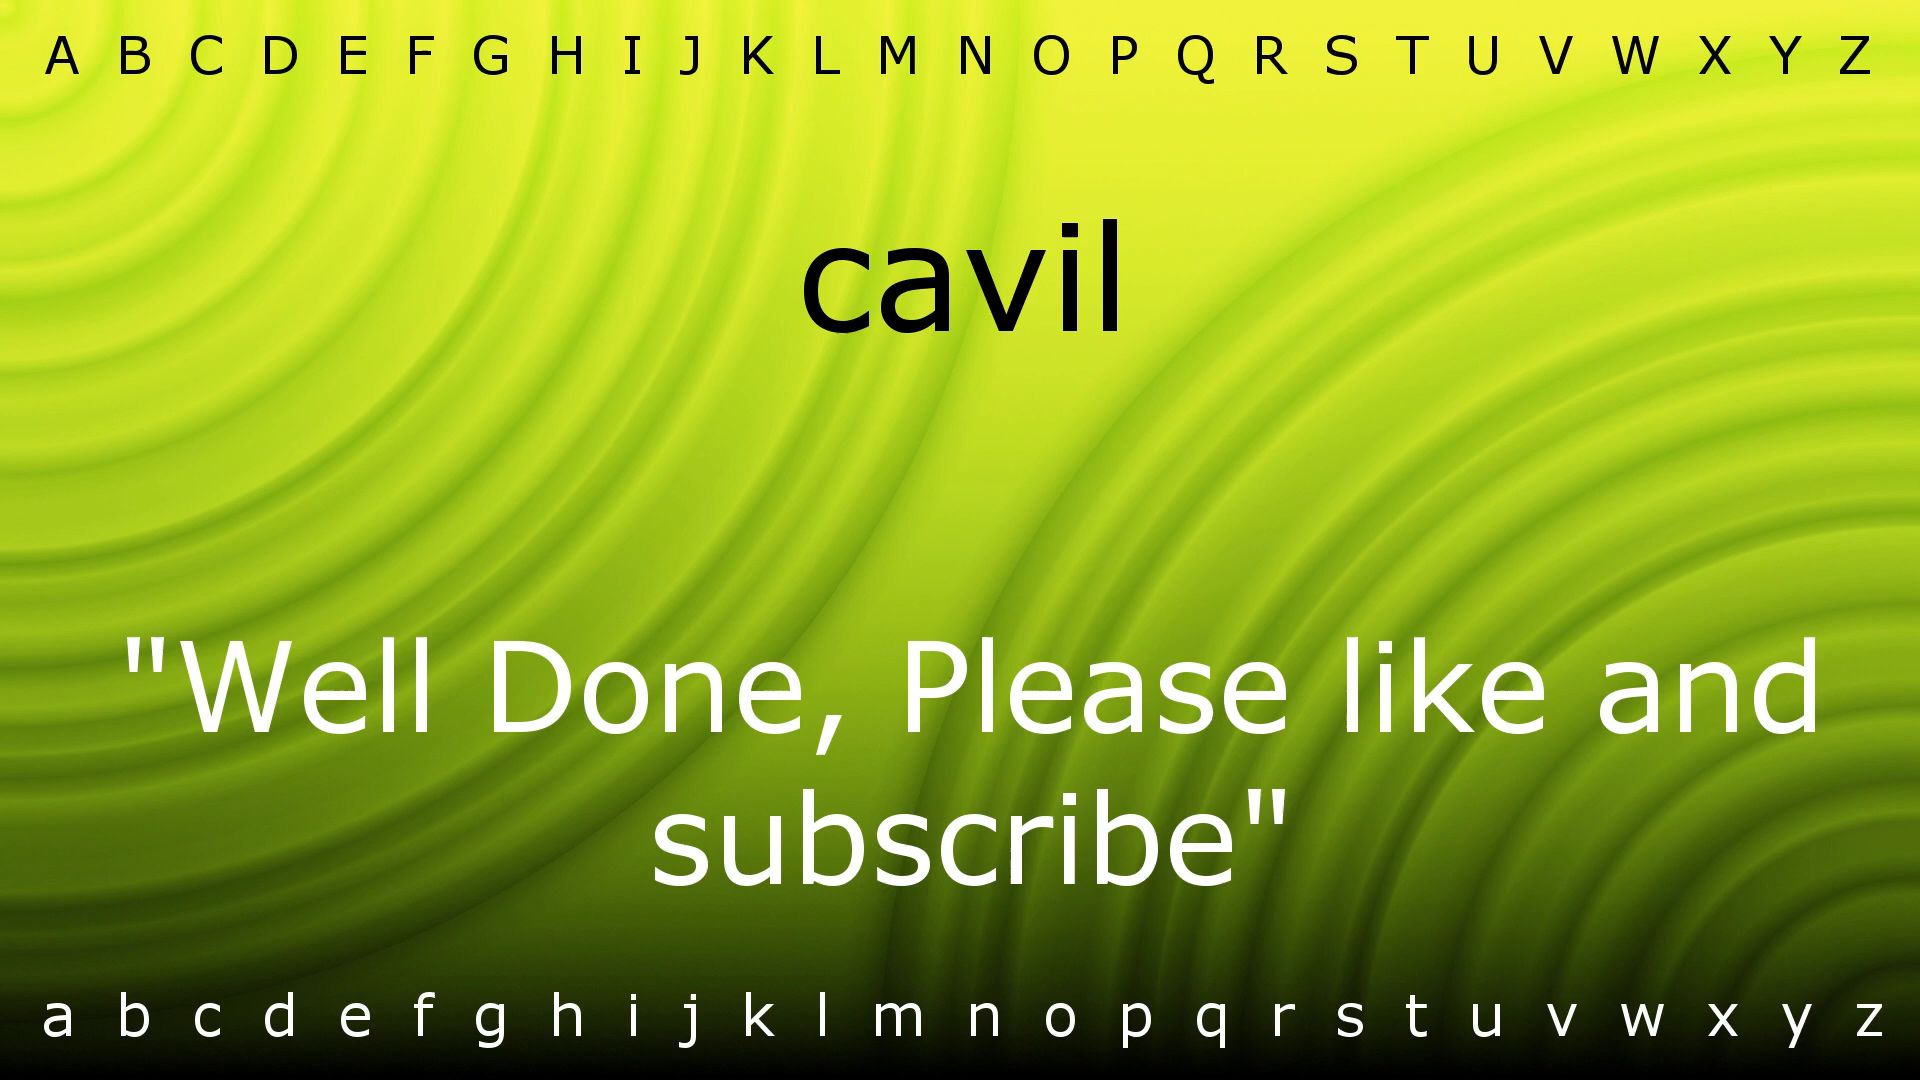 A B C D E F G H I J K L M N O P Q R S T U V W X Y Z
cavil
"Well Done, Please like and
subscribe"
a b c d e f g h i j k l m n o p q r s t u v w x y z